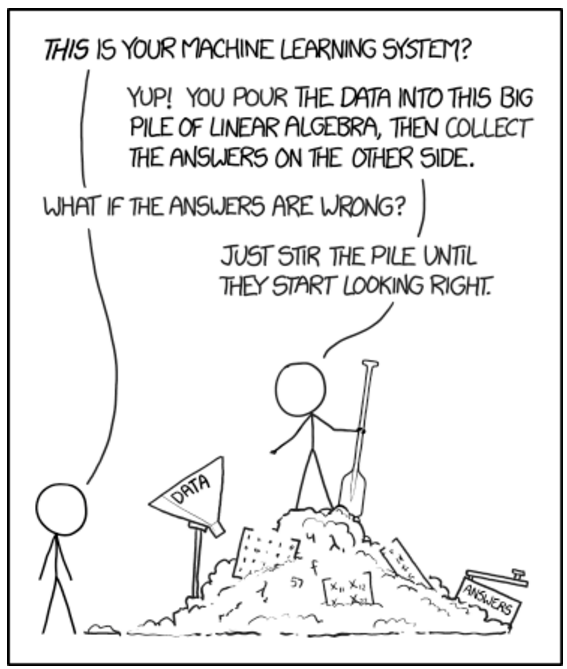 THIS IS YOUR MACHINE LEARNING SYSTEM?
YUP! YOU POUR THE DATA INTO THIS BIG
PILE OF LINEAR ALGEBRA, THEN COLLECT
THE ANSWERS ON THE OTHER SIDE.
WHAT IF THE ANSWERS ARE WRONG?
JUST STIR THE PILE UNTIL
THEY START LOOKING RIGHT.
DATA
ANSWERS